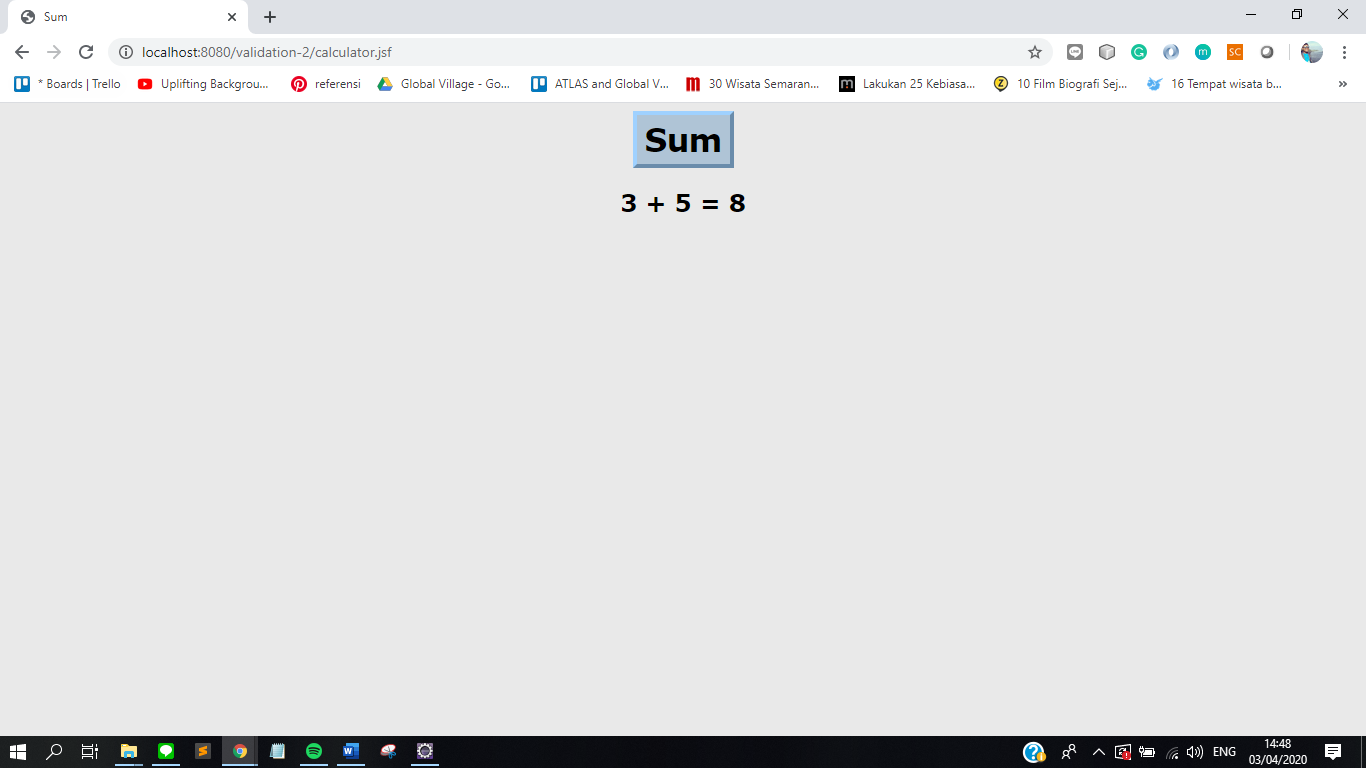 Sum
localhost:8080/validation-2/calculator.jsf
SC
* Boards | Trello
Uplifting Backgrou...
referensi
Global Village - Go...
ATLAS and Global V...
30 Wisata Semaran...
Lakukan 25 Kebiasa...
10 Film Biografi Sej...
16 Tempat wisata b...
»
Sum
3 + 5 = 8
ENG
14:48
03/04/2020